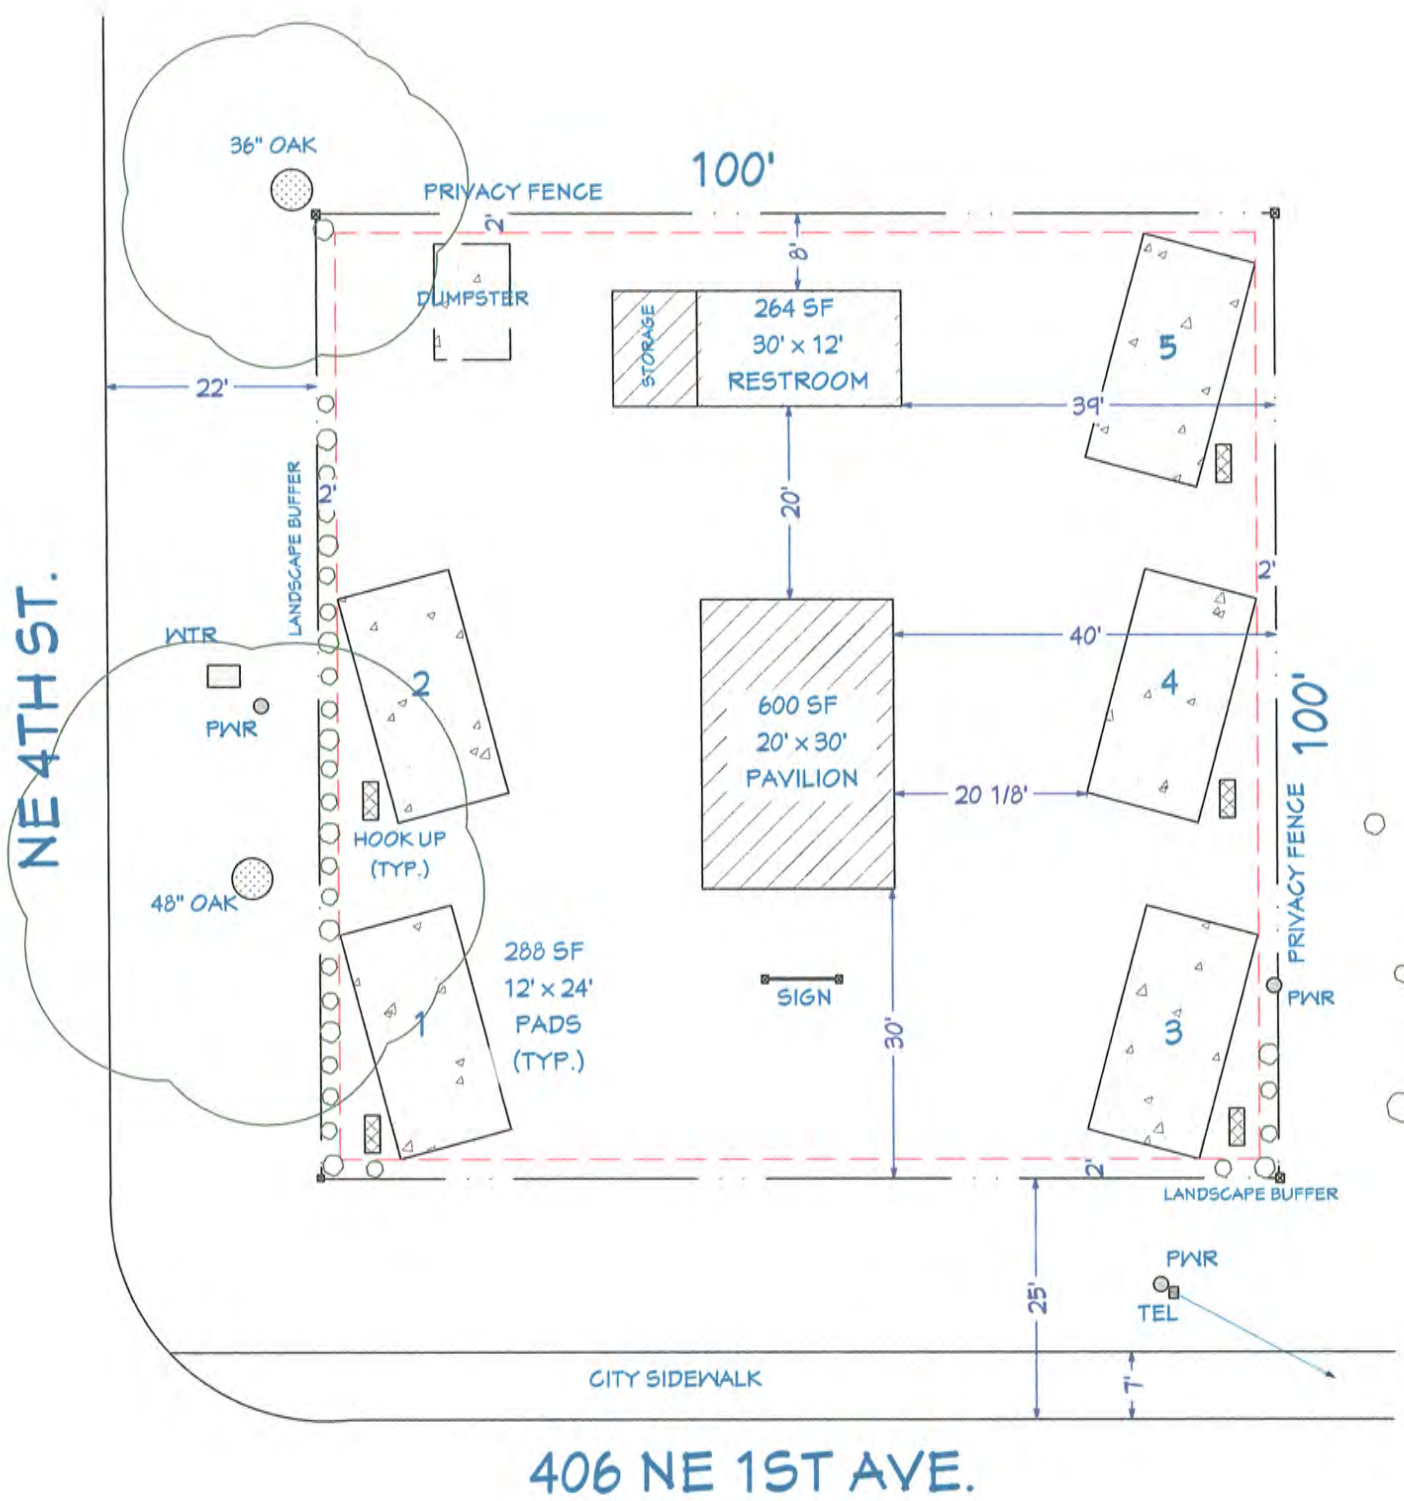 36" OAK
100'
PRIVACY FENCE
2'
8'
DUMPSTER
STORAGE
264 SF
30' x 12'
RESTROOM
5
22'
39'
LANDSCAPE BUFFER
2'
20'
2'
NE 4TH ST.
WTR
PWR
2
40'
4
100'
600 SF
20' x 30'
PAVILION
20 1/8'
HOOK UP
(TYP.)
48" OAK
PRIVACY FENCE
288 SF
12' x 24'
PADS
(TYP.)
1
SIGN
30'
3
PWR
2'
LANDSCAPE BUFFER
PWR
TEL
25'
CITY SIDEWALK
7'
406 NE 1ST AVE.